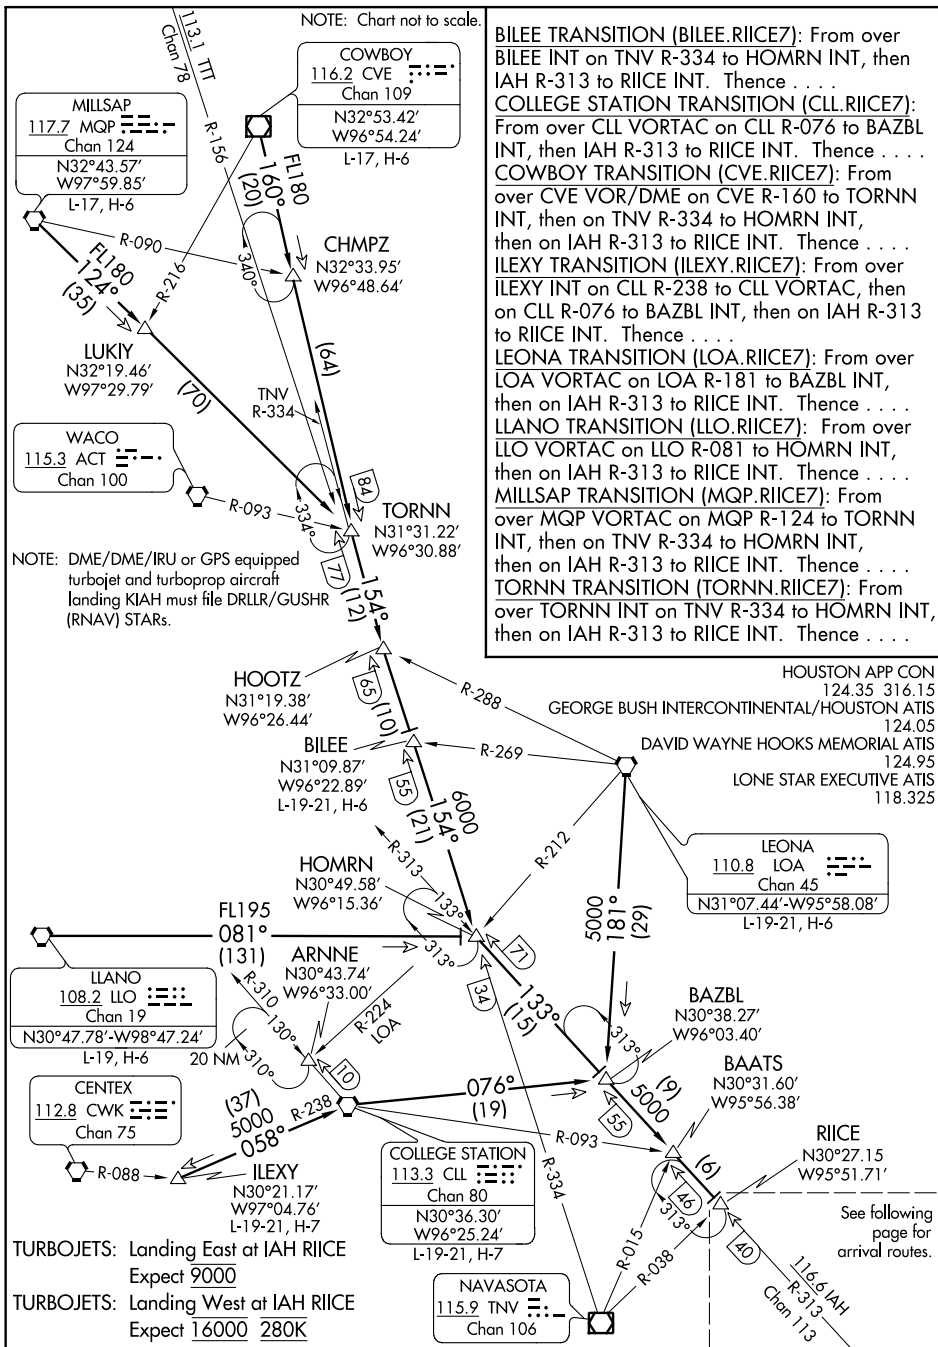 NOTE: Chart not to scale.
113.1 TTT
Chan 78
R-156
COWBOY
116.2 CVE
Chan 109
N32°53.42'
W96°54.24'
L-17, H-6
MILLSAP
117.7 MQP
Chan 124
N32°43.57'
W97°59.85'
L-17, H-6
FL180
160°
(20)
R-090
R-216
340°
CHMPZ
N32°33.95'
W96°48.64'
FL180
124°
(35)
LUKIY
N32°19.46'
W97°29.79'
(70)
(64)
TNV
R-334
WACO
115.3 ACT
Chan 100
R-093
334°
84
TORNN
N31°31.22'
W96°30.88'
77
NOTE: DME/DME/IRU or GPS equipped
turbojet and turboprop aircraft
landing KIAH must file DRLLR/GUSHR
(RNAV) STARs.
154°
(12)
HOOTZ
N31°19.38'
W96°26.44'
65
(10)
R-288
BILEE
N31°09.87'
W96°22.89'
L-19-21, H-6
R-269
55
6000
154°
(21)
R-212
R-313
HOMRN
N30°49.58'
W96°15.36'
133°
313°
71
34
5000
181°
(29)
LEONA
110.8 LOA
Chan 45
N31°07.44'-W95°58.08'
L-19-21, H-6
FL195
081°
(131)
LLANO
108.2 LLO
Chan 19
N30°47.78'-W98°47.24'
L-19, H-6
ARNNE
N30°43.74'
W96°33.00'
R-310
130°
310°
20 NM
10
R-224
LOA
133°
(15)
313°
BAZBL
N30°38.27'
W96°03.40'
BAATS
N30°31.60'
W95°56.38'
(9)
5000
55
RIICE
N30°27.15
W95°51.71'
(6)
46
313°
40
CENTEX
112.8 CWK
Chan 75
R-088
(37)
5000
058°
R-238
ILEXY
N30°21.17'
W97°04.76'
L-19-21, H-7
076°
(19)
R-093
COLLEGE STATION
113.3 CLL
Chan 80
N30°36.30'
W96°25.24'
L-19-21, H-7
R-334
R-015
R-038
NAVASOTA
115.9 TNV
Chan 106
116.6 IAH
R-313
Chan 113
See following
page for
arrival routes.
TURBOJETS: Landing East at IAH RIICE
Expect 9000
TURBOJETS: Landing West at IAH RIICE
Expect 16000 280K
BILEE TRANSITION (BILEE.RIICE7): From over
BILEE INT on TNV R-334 to HOMRN INT, then
IAH R-313 to RIICE INT. Thence . . . .
COLLEGE STATION TRANSITION (CLL.RIICE7):
From over CLL VORTAC on CLL R-076 to BAZBL
INT, then IAH R-313 to RIICE INT. Thence . . . .
COWBOY TRANSITION (CVE.RIICE7): From
over CVE VOR/DME on CVE R-160 to TORNN
INT, then on TNV R-334 to HOMRN INT,
then on IAH R-313 to RIICE INT. Thence . . . .
ILEXY TRANSITION (ILEXY.RIICE7): From over
ILEXY INT on CLL R-238 to CLL VORTAC, then
on CLL R-076 to BAZBL INT, then on IAH R-313
to RIICE INT. Thence . . . .
LEONA TRANSITION (LOA.RIICE7): From over
LOA VORTAC on LOA R-181 to BAZBL INT,
then on IAH R-313 to RIICE INT. Thence . . . .
LLANO TRANSITION (LLO.RIICE7): From over
LLO VORTAC on LLO R-081 to HOMRN INT,
then on IAH R-313 to RIICE INT. Thence . . . .
MILLSAP TRANSITION (MQP.RIICE7): From
over MQP VORTAC on MQP R-124 to TORNN
INT, then on TNV R-334 to HOMRN INT,
then on IAH R-313 to RIICE INT. Thence . . . .
TORNN TRANSITION (TORNN.RIICE7): From
over TORNN INT on TNV R-334 to HOMRN INT,
then on IAH R-313 to RIICE INT. Thence . . . .
HOUSTON APP CON
124.35 316.15
GEORGE BUSH INTERCONTINENTAL/HOUSTON ATIS
124.05
DAVID WAYNE HOOKS MEMORIAL ATIS
124.95
LONE STAR EXECUTIVE ATIS
118.325